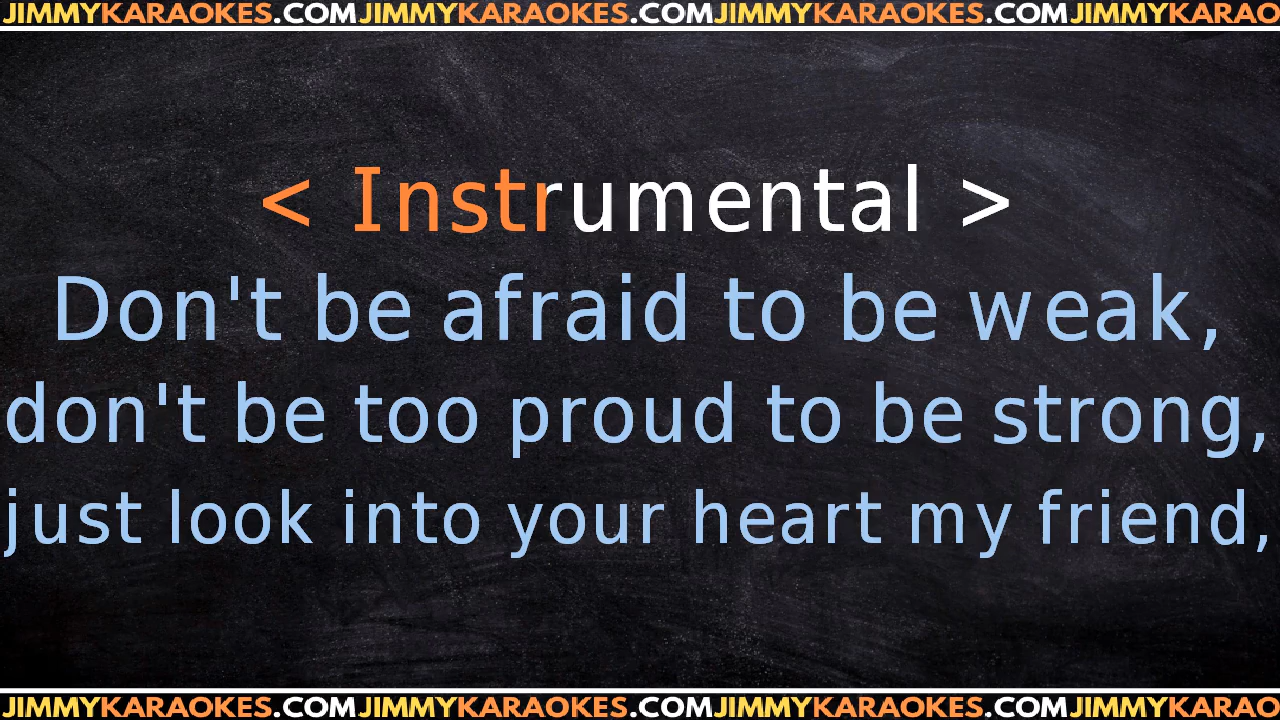 JIMMYKARAOKES.COMJIMMYKARAOKES.COMJIMMYKARAOKES.COMJIMMYKARAO
< Instrumental >
Don't be afraid to be weak,
don't be too proud to be strong,
just look into your heart my friend,
JIMMYKARAOKES.COMJIMMYKARAOKES.COMJIMMYKARAOKES.COMJIMMYKARAO